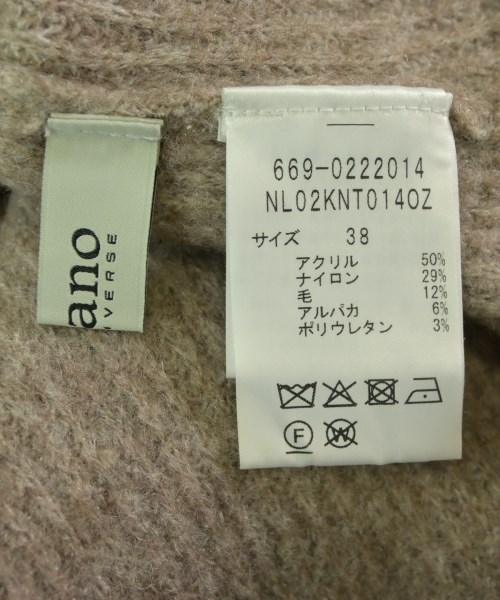 ano
IVERSE
669-0222014
NL02KNT0140Z
サイズ 38
アクリル 50%
ナイロン 29%
毛 12%
アルパカ 6%
ポリウレタン 3%
F W